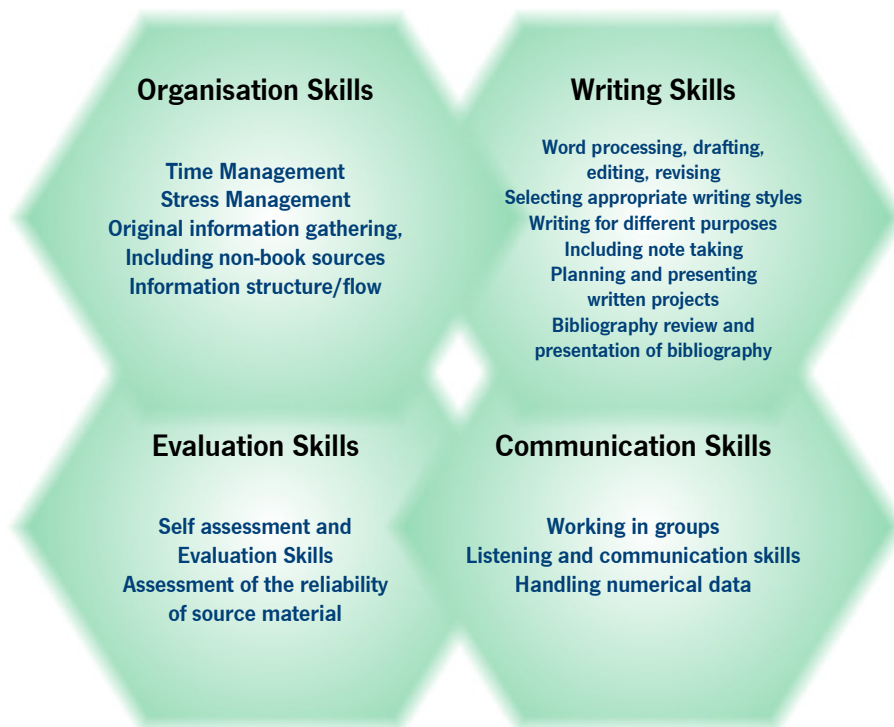 Organisation Skills
Time Management
Stress Management
Original information gathering,
Including non-book sources
Information structure/flow
Writing Skills
Word processing, drafting,
editing, revising
Selecting appropriate writing styles
Writing for different purposes
Including note taking
Planning and presenting
written projects
Bibliography review and
presentation of bibliography
Evaluation Skills
Self assessment and
Evaluation Skills
Assessment of the reliability
of source material
Communication Skills
Working in groups
Listening and communication skills
Handling numerical data